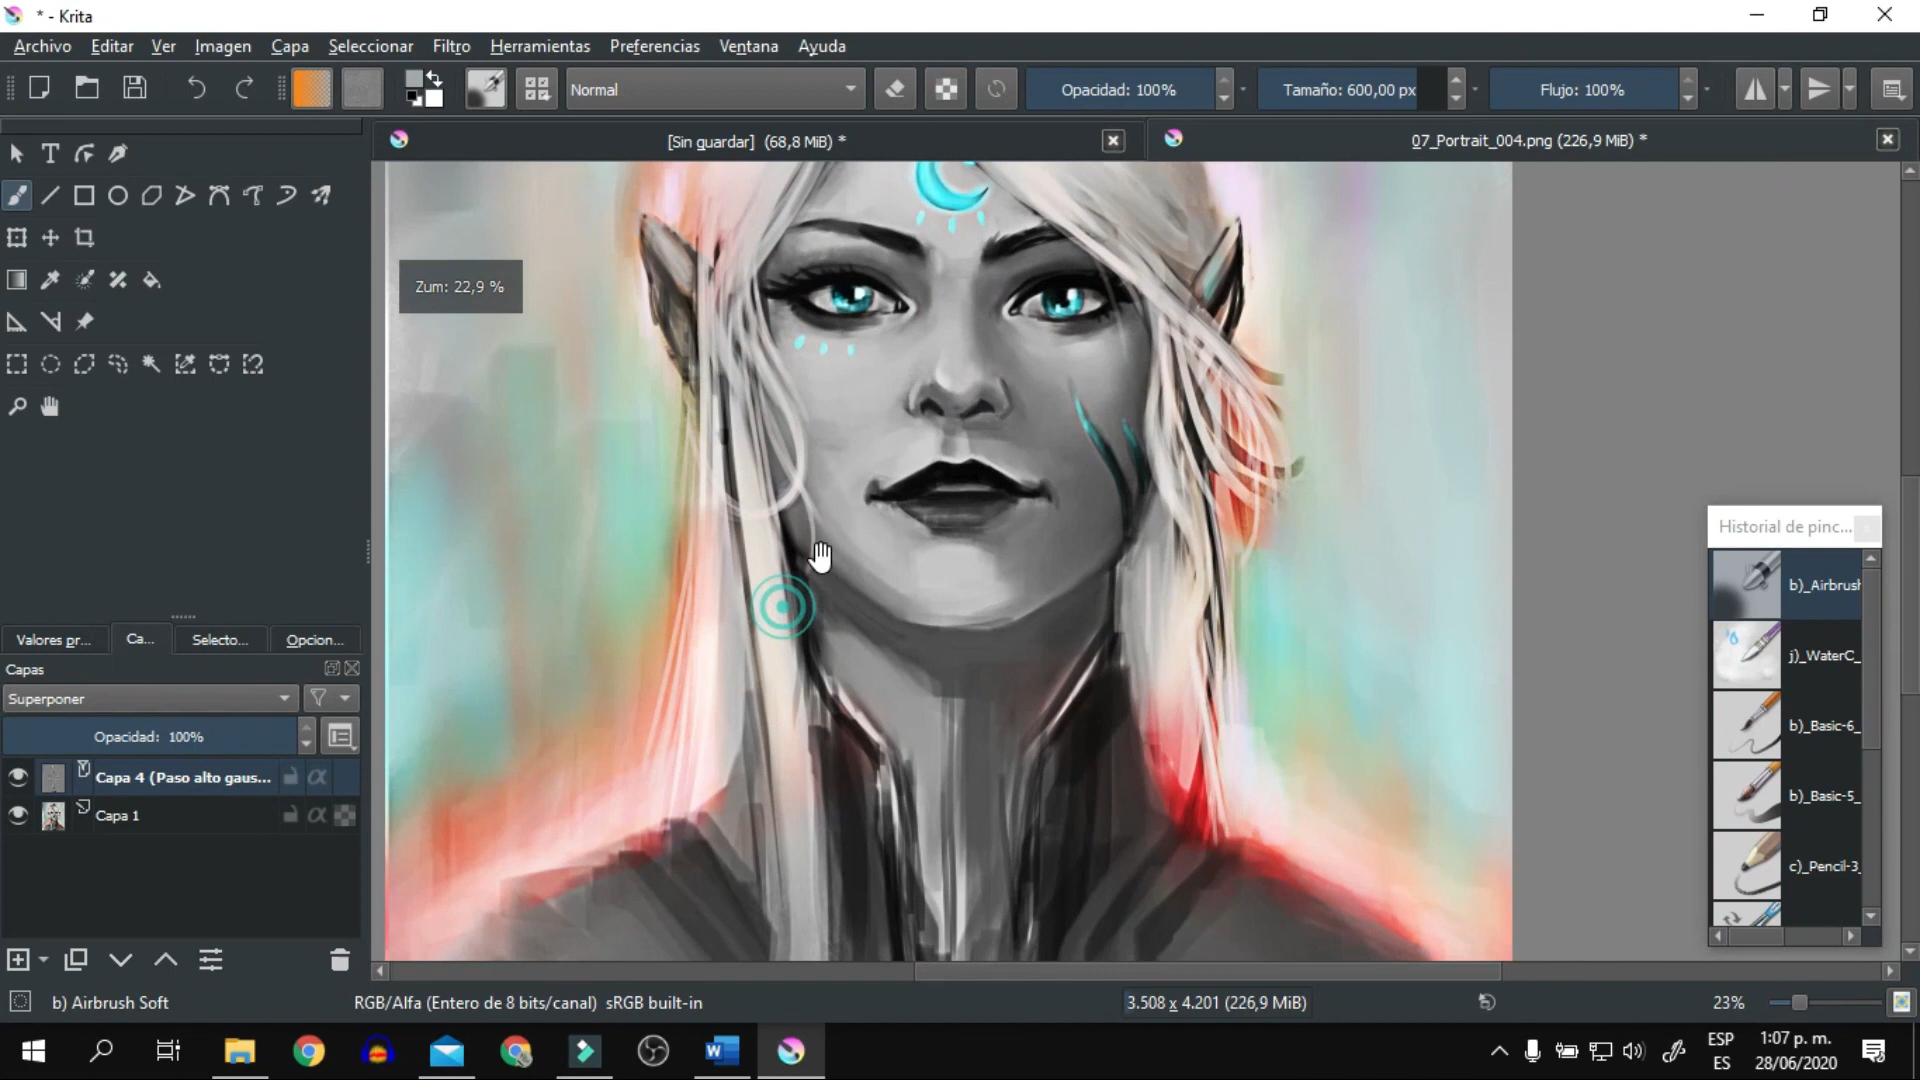 * - Krita
Archivo Editar Ver Imagen Capa Seleccionar Filtro Herramientas Preferencias Ventana Ayuda
Normal Opacidad: 100% Tamaño: 600,00 px Flujo: 100%
[Sin guardar] (68,8 MiB) * 07_Portrait_004.png (226,9 MiB) *
Zum: 22,9 %
Historial de pinc...
b)_Airbrush
j)_WaterC_
b)_Basic-6_
b)_Basic-5_
c)_Pencil-3_
Valores pr... Ca... Selecto... Opcion...
Capas
Superponer
Opacidad: 100%
Capa 4 (Paso alto gaus...
Capa 1
b) Airbrush Soft RGB/Alfa (Entero de 8 bits/canal) sRGB built-in 3.508 x 4.201 (226,9 MiB) 23%
ESP 1:07 p. m.
ES 28/06/2020